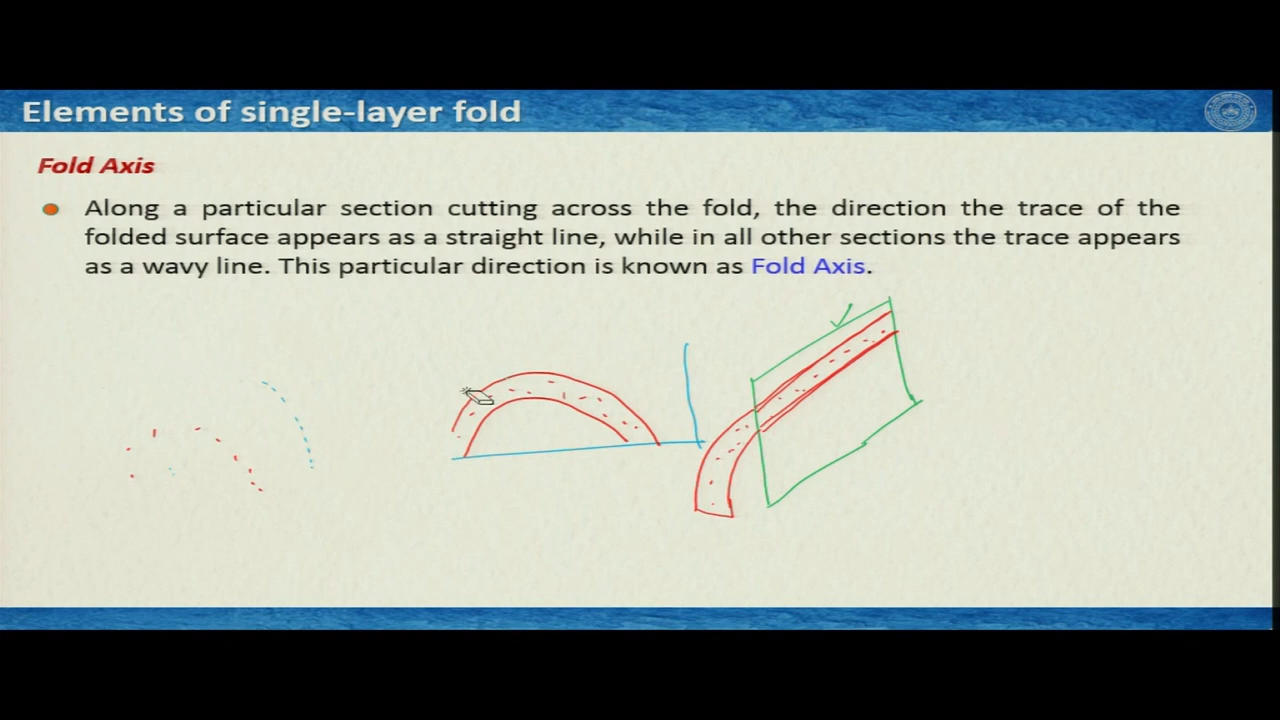 Elements of single-layer fold
Fold Axis
Along a particular section cutting across the fold, the direction the trace of the
folded surface appears as a straight line, while in all other sections the trace appears
as a wavy line. This particular direction is known as Fold Axis.